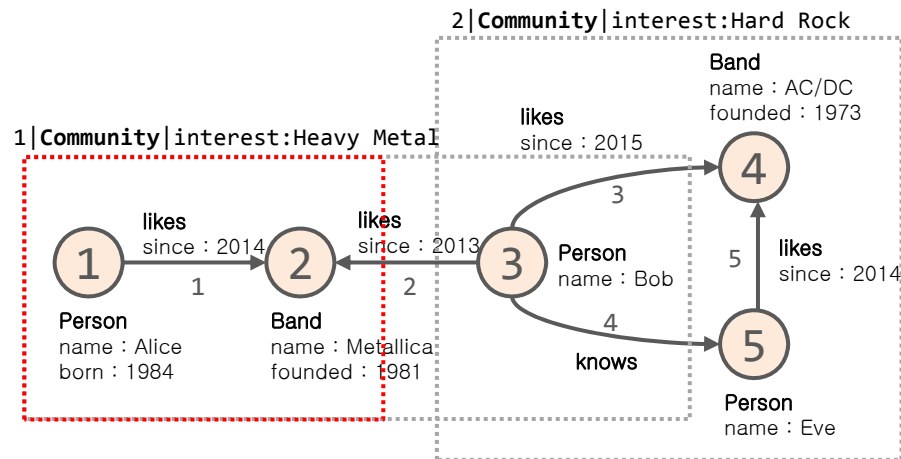 2|Community|interest:Hard Rock
Band
name : AC/DC
founded : 1973
likes
since : 2015
1|Community|interest:Heavy Metal
4
3
likes
since : 2014
likes
since : 2013
1
2
3
1
2
Person
name : Bob
5
likes
since : 2014
4
5
knows
Person
name : Alice
born : 1984
Band
name : Metallica
founded : 1981
Person
name : Eve